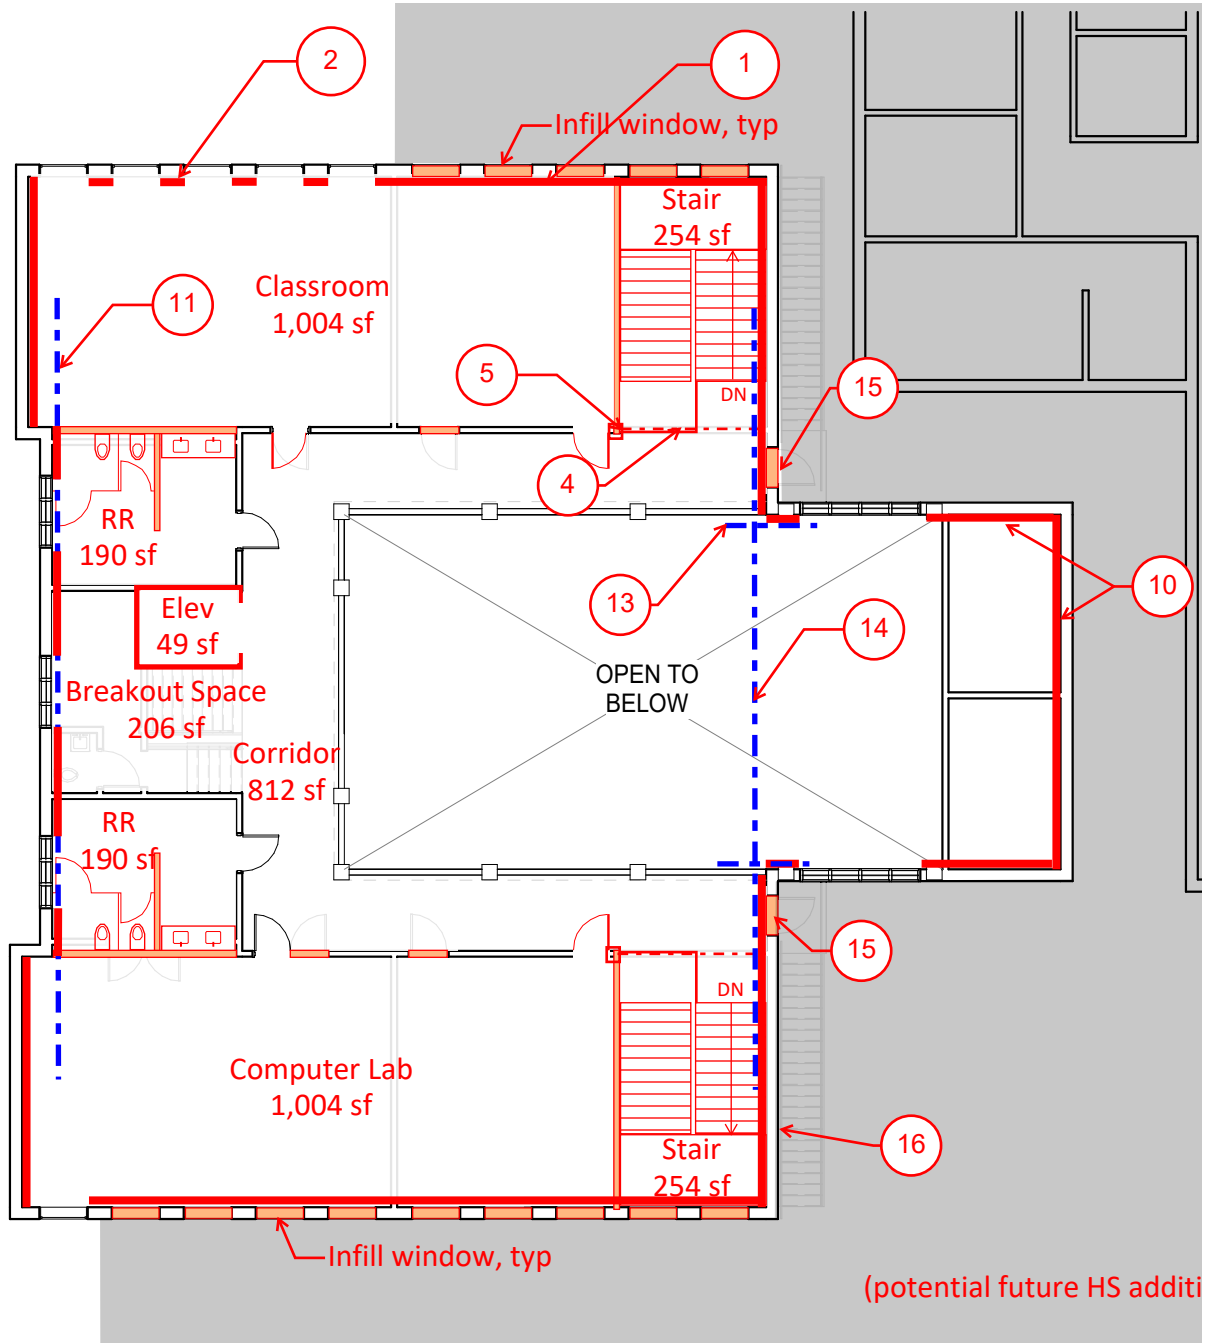 2
1
Infill window, typ
Stair
254 sf
11
Classroom
1,004 sf
5
DN
15
4
RR
190 sf
13
10
Elev
49 sf
14
OPEN TO
BELOW
Breakout Space
206 sf
Corridor
812 sf
RR
190 sf
15
DN
Computer Lab
1,004 sf
16
Stair
254 sf
Infill window, typ
(potential future HS additi